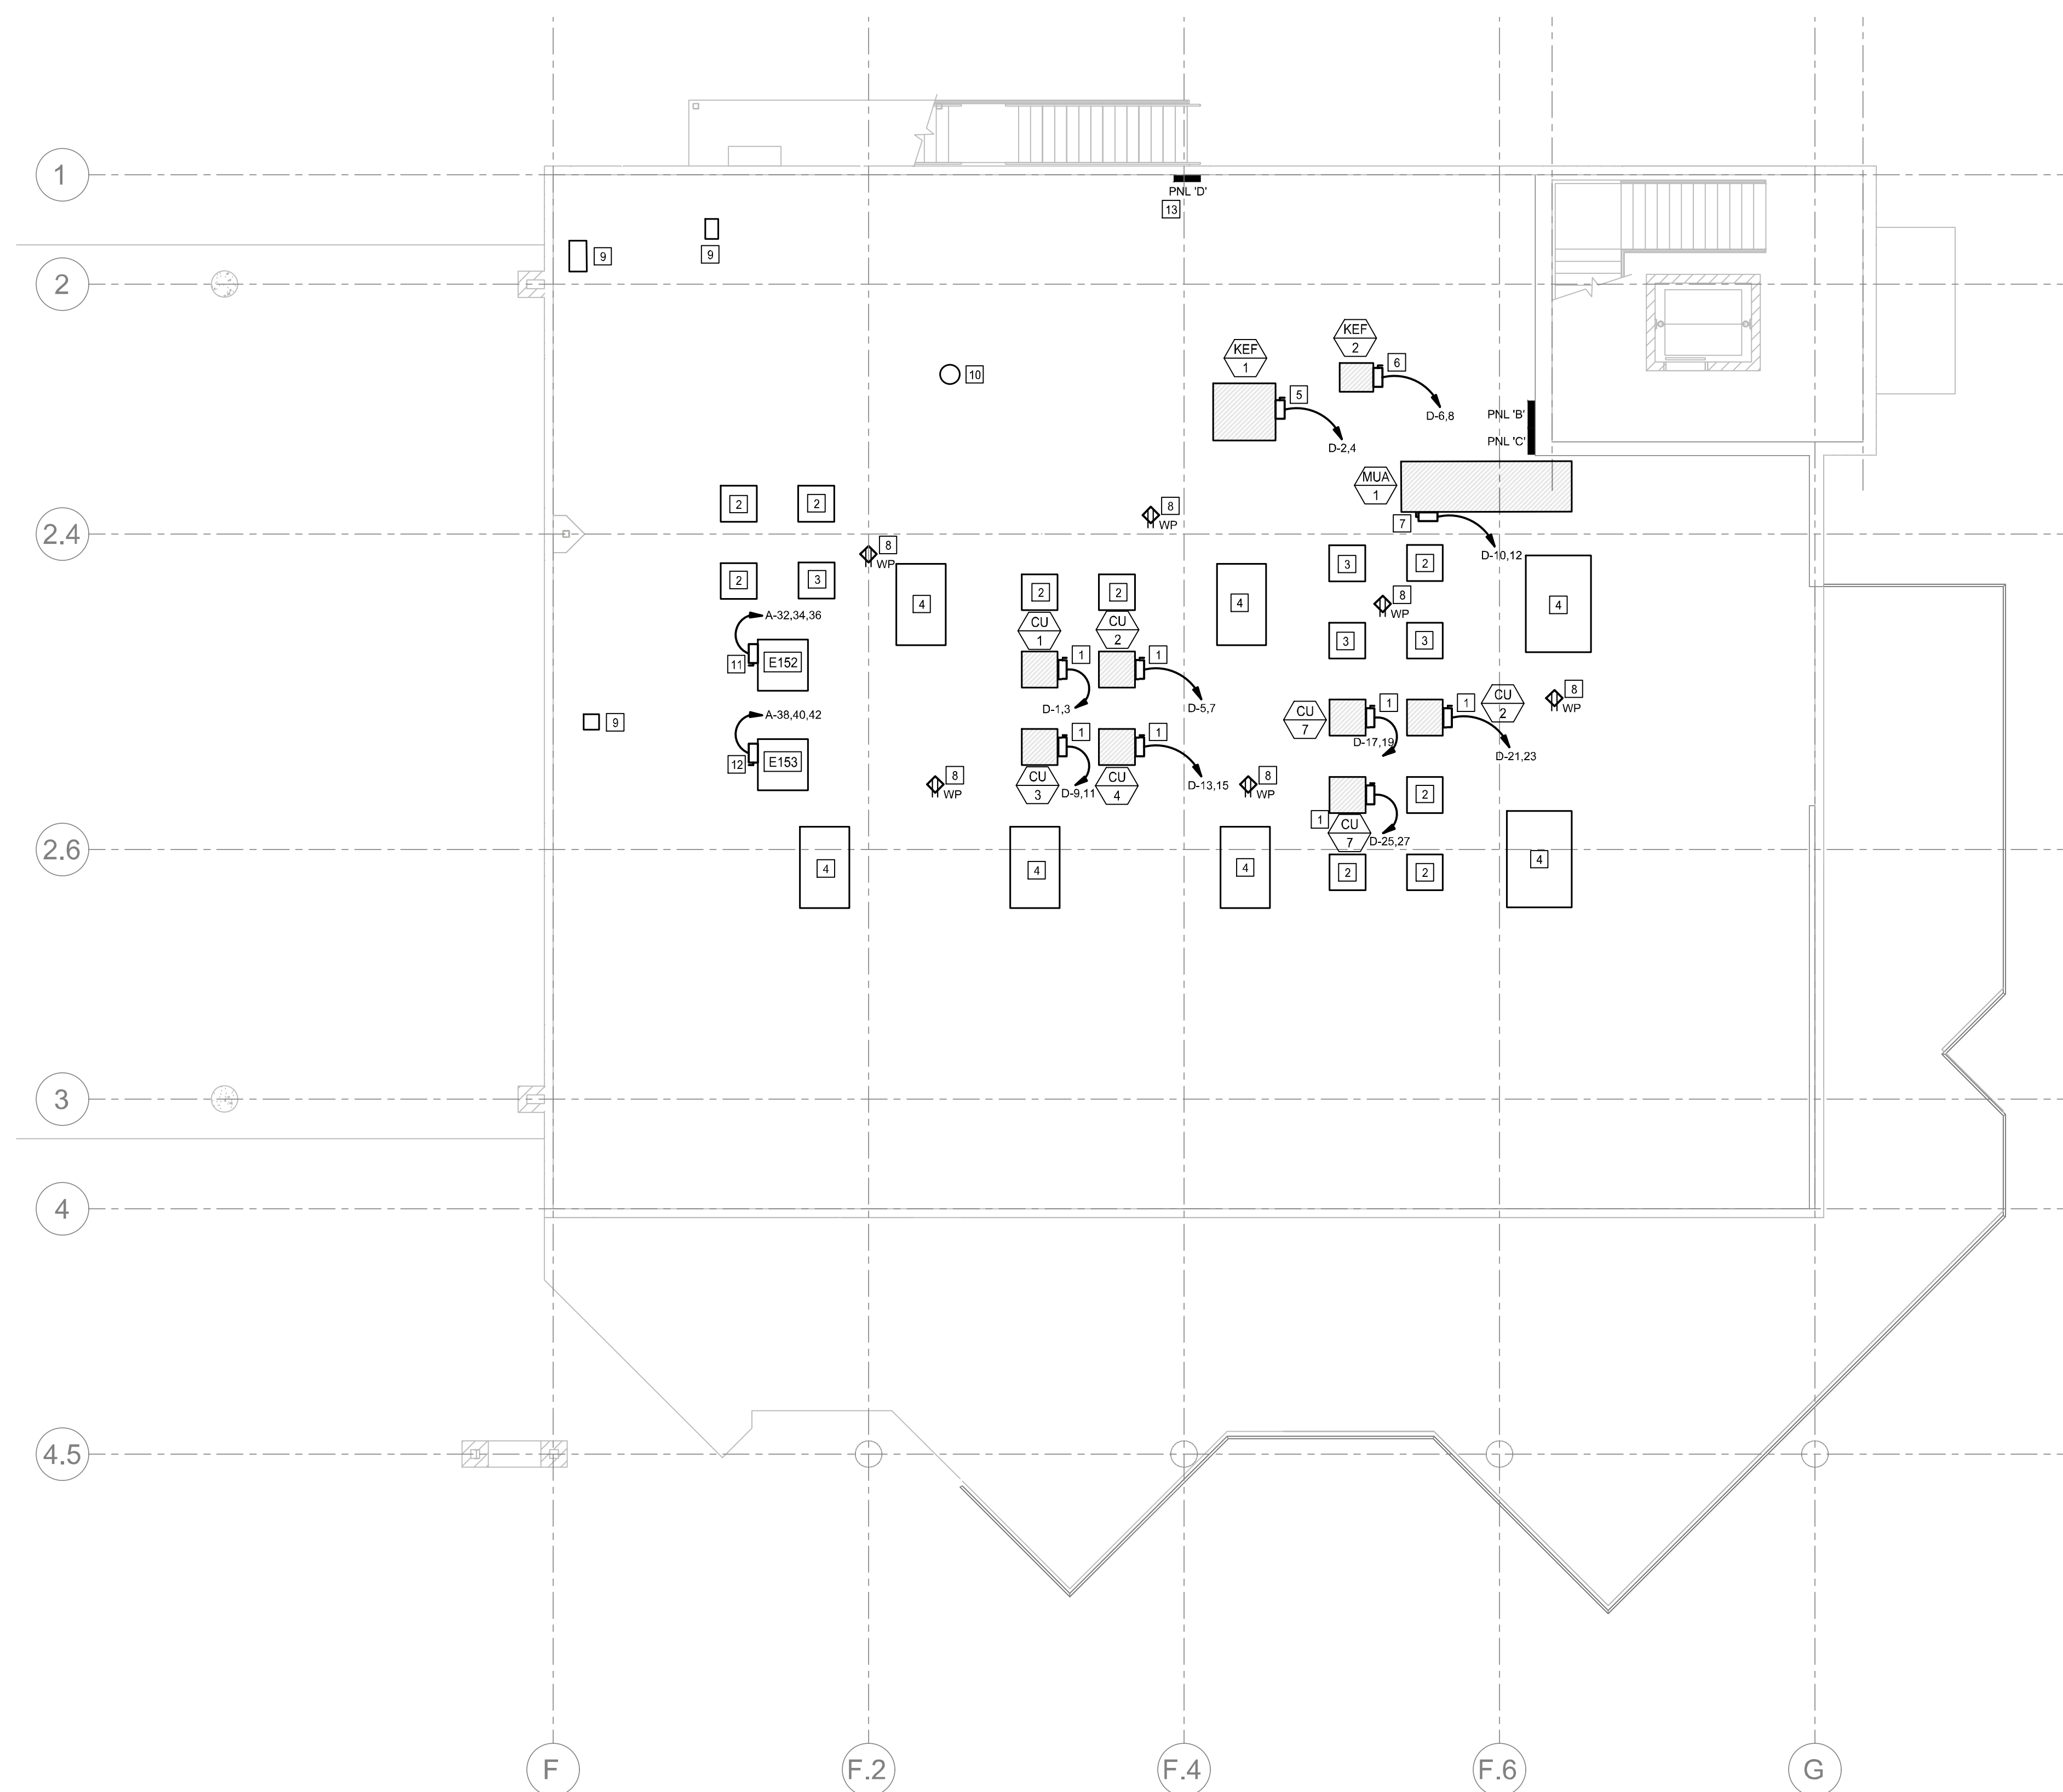 1
PNL 'D'
13
9
9
2
KEF
1
KEF
2
6
10
5
D-6,8
PNL 'B'
D-2,4
PNL 'C'
MUA
1
2
2
8
WP
7
2.4
8
WP
D-10,12
3
2
2
3
2
2
4
4
8
WP
4
A-32,34,36
CU
1
CU
2
3
3
11
E152
1
1
8
WP
D-1,3
D-5,7
CU
7
1
1
CU
2
A-38,40,42
9
1
1
D-17,19
D-21,23
12
E153
8
WP
CU
3
D-9,11
CU
4
D-13,15
8
WP
2
1
CU
7
D-25,27
2.6
4
4
4
2
2
4
3
4
4.5
F
F.2
F.4
F.6
G